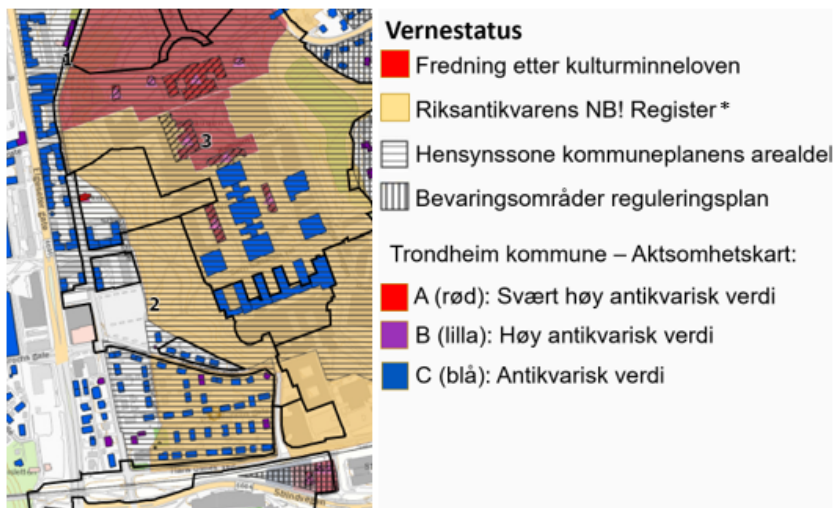 1
3
2
Strindvegen
Vernestatus
Fredning etter kulturminneloven
Riksantikvarens NB! Register*
Hensynssone kommuneplanens arealdel
Bevaringsområder reguleringsplan
Trondheim kommune – Aktsomhetskart:
A (rød): Svært høy antikvarisk verdi
B (lilla): Høy antikvarisk verdi
C (blå): Antikvarisk verdi